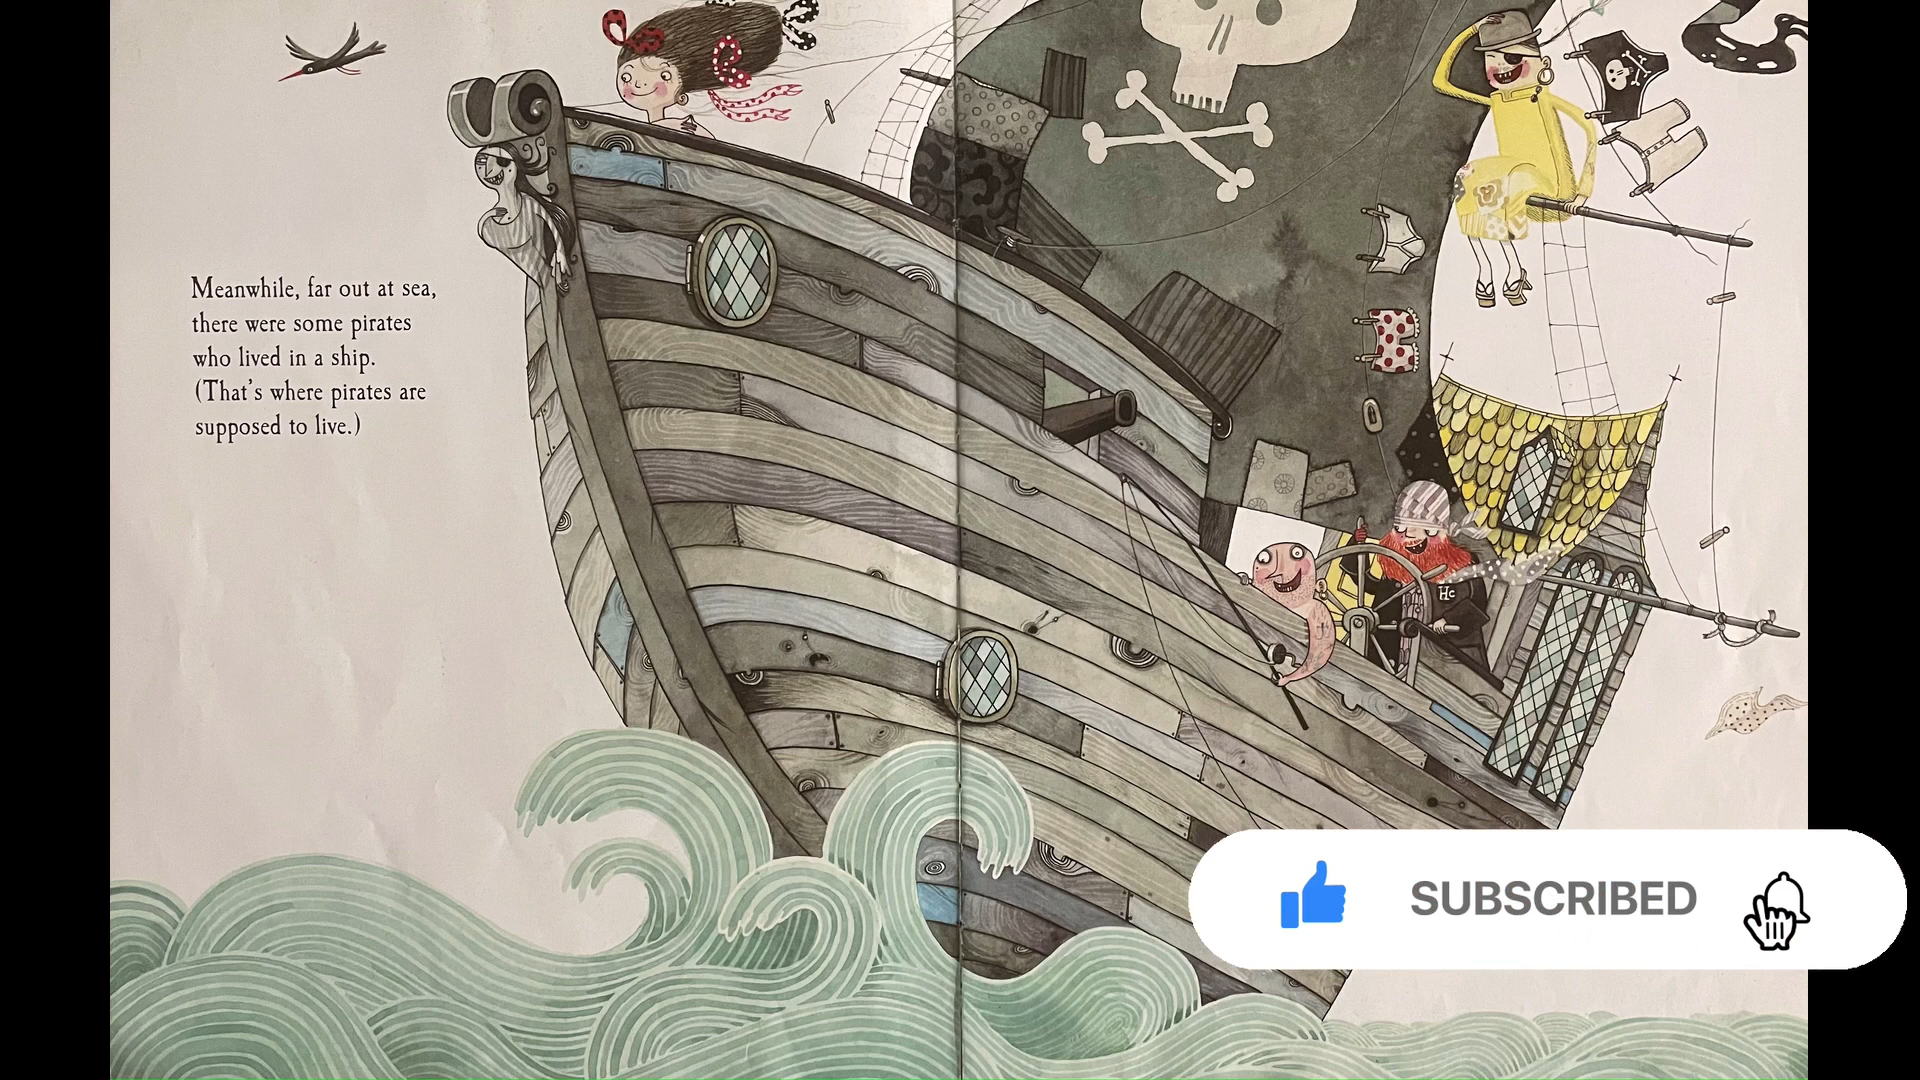 Meanwhile, far out at sea,
there were some pirates
who lived in a ship.
(That's where pirates are
supposed to live.)
Hc
SUBSCRIBED